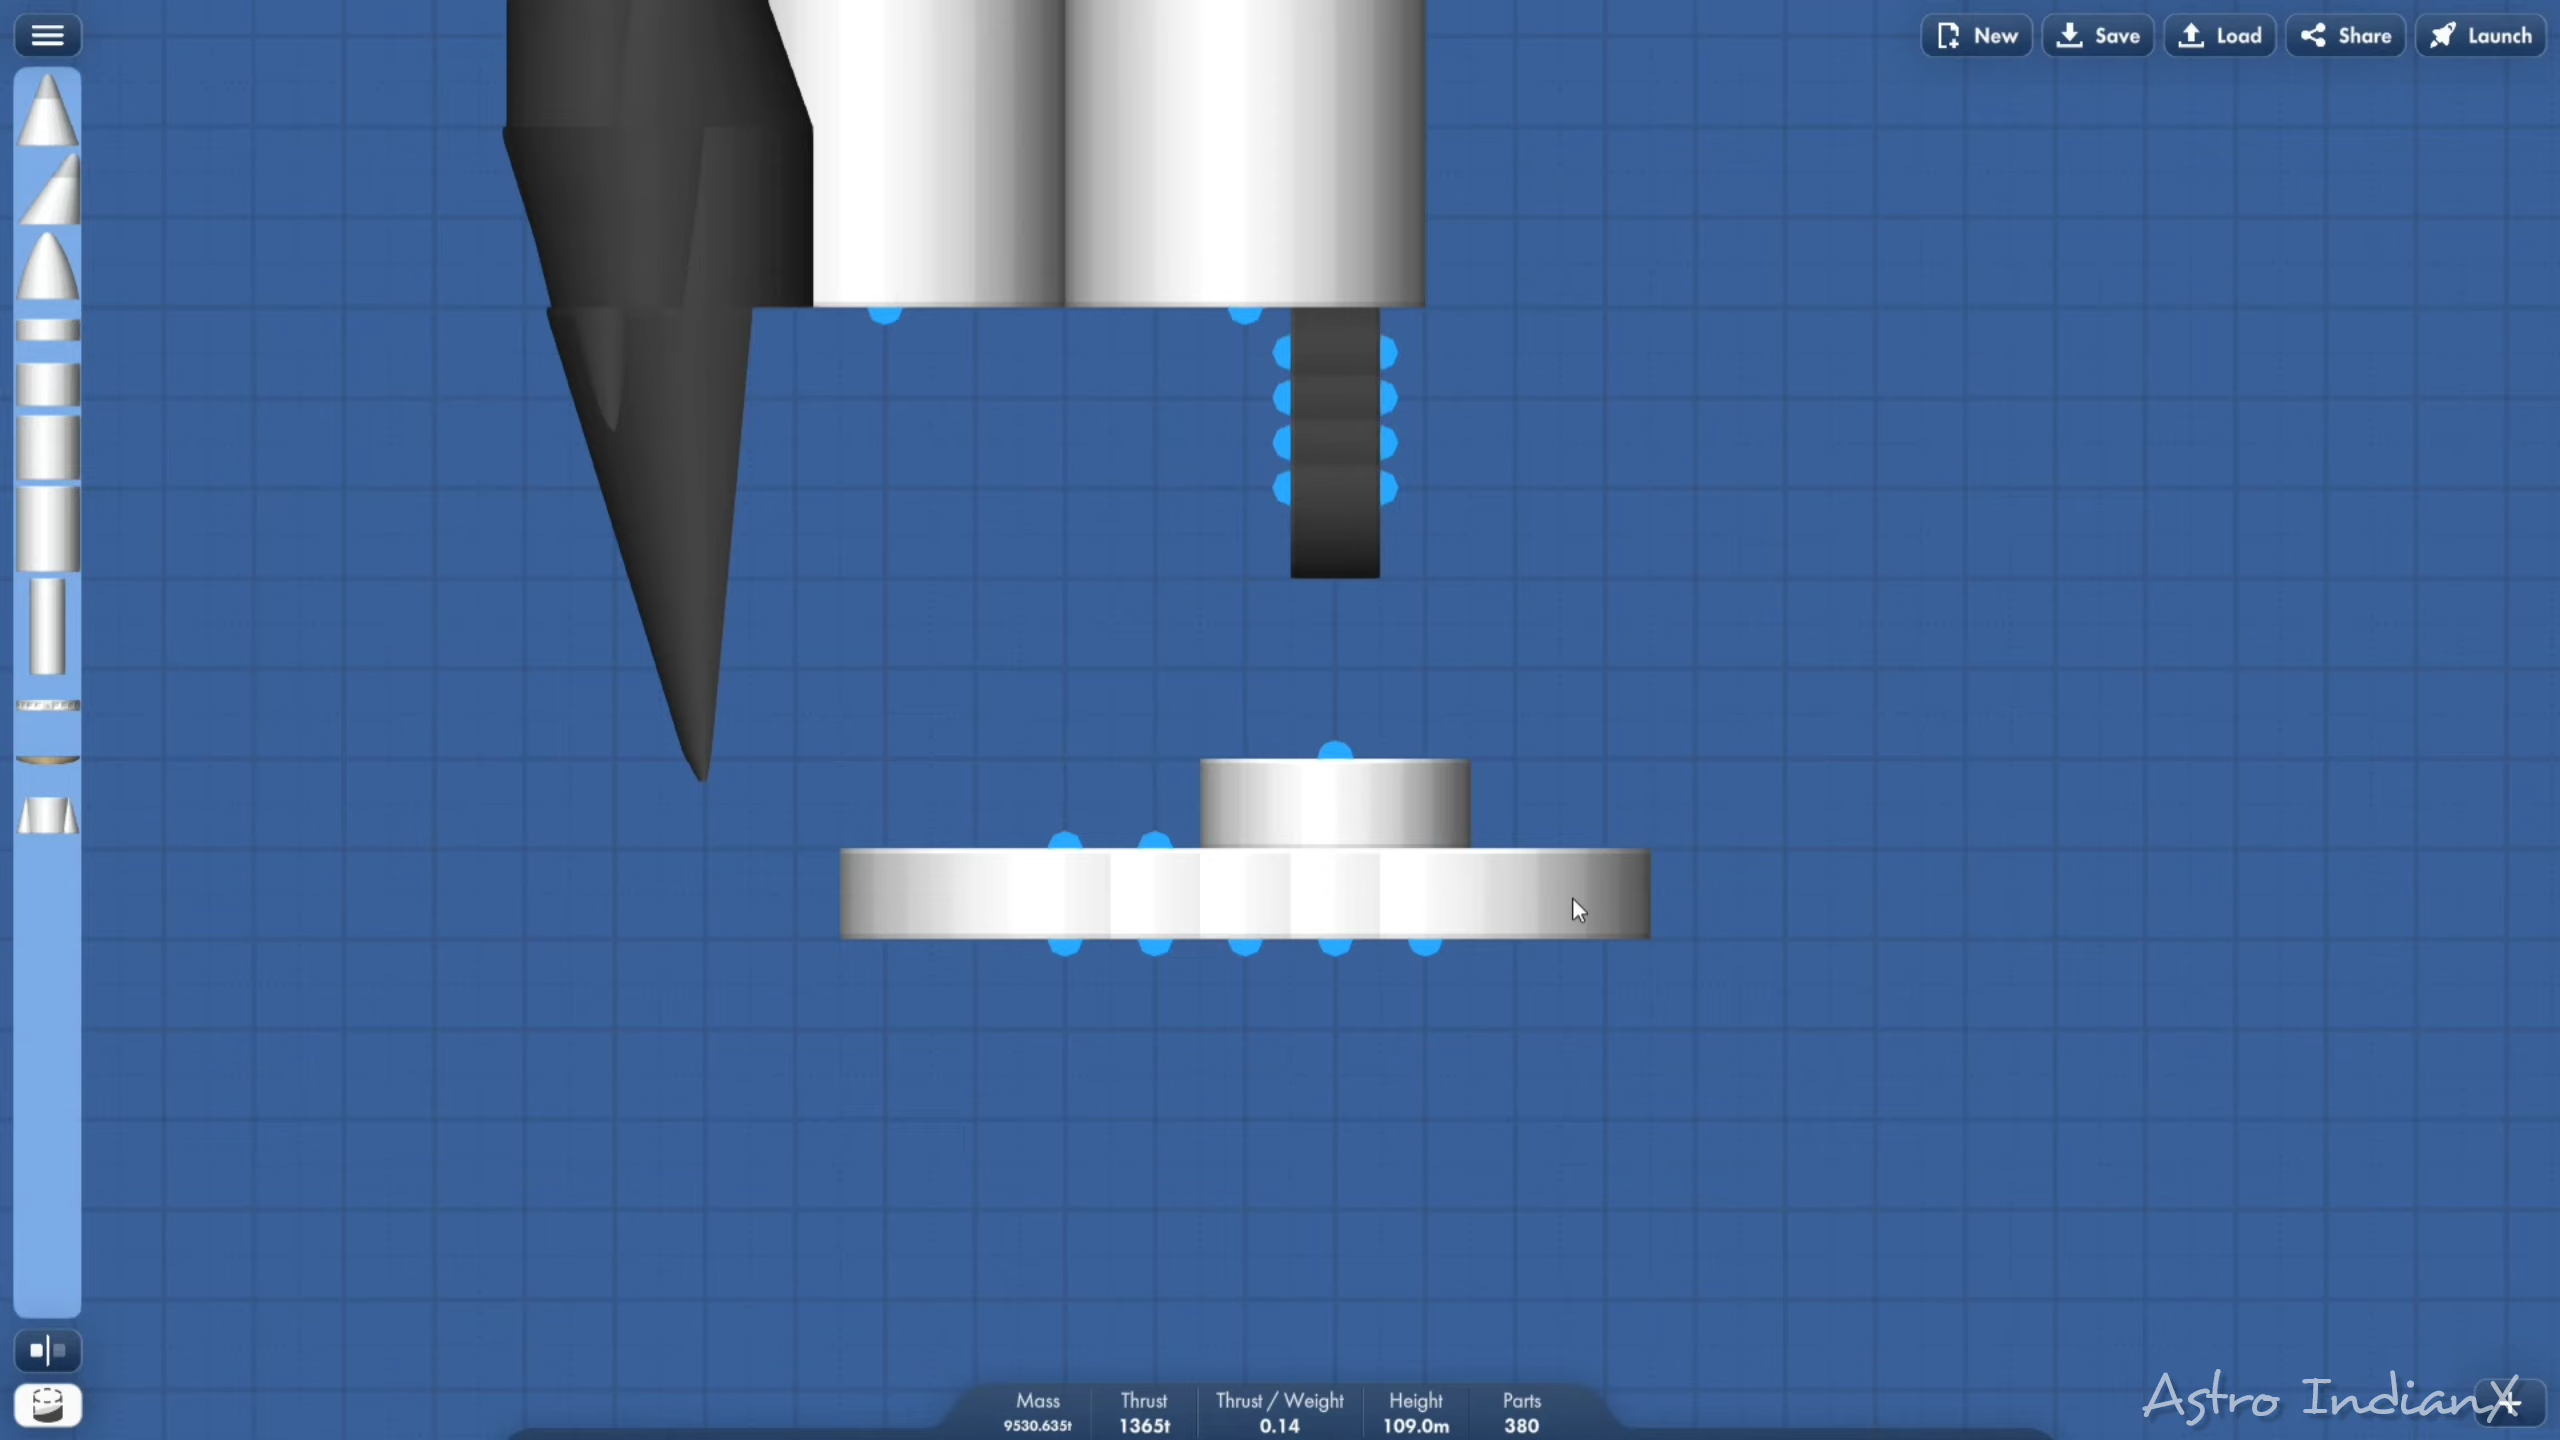 New Save Load Share Launch
Mass Thrust Thrust / Weight Height Parts
9530.635t 1365t 0.14 109.0m 380
Astro IndianX